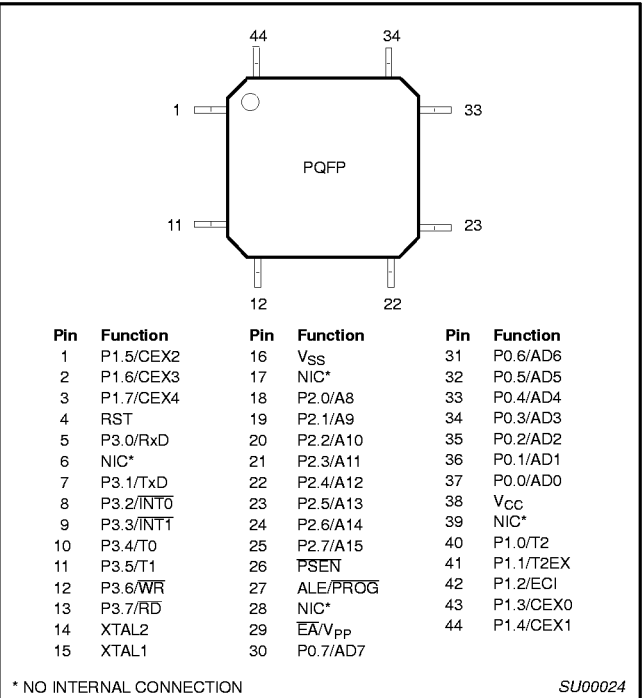 44 34
1 33
PQFP
11 23
12 22
Pin Function Pin Function Pin Function
1 P1.5/CEX2 16 VSS 31 P0.6/AD6
2 P1.6/CEX3 17 NIC* 32 P0.5/AD5
3 P1.7/CEX4 18 P2.0/A8 33 P0.4/AD4
4 RST 19 P2.1/A9 34 P0.3/AD3
5 P3.0/RxD 20 P2.2/A10 35 P0.2/AD2
6 NIC* 21 P2.3/A11 36 P0.1/AD1
7 P3.1/TxD 22 P2.4/A12 37 P0.0/AD0
8 P3.2/I̅N̅T̅0̅ 23 P2.5/A13 38 VCC
9 P3.3/I̅N̅T̅1̅ 24 P2.6/A14 39 NIC*
10 P3.4/T0 25 P2.7/A15 40 P1.0/T2
11 P3.5/T1 26 P̅S̅E̅N̅ 41 P1.1/T2EX
12 P3.6/W̅R̅ 27 ALE/P̅R̅O̅G̅ 42 P1.2/ECI
13 P3.7/R̅D̅ 28 NIC* 43 P1.3/CEX0
14 XTAL2 29 E̅A̅/VPP 44 P1.4/CEX1
15 XTAL1 30 P0.7/AD7
* NO INTERNAL CONNECTION SU00024